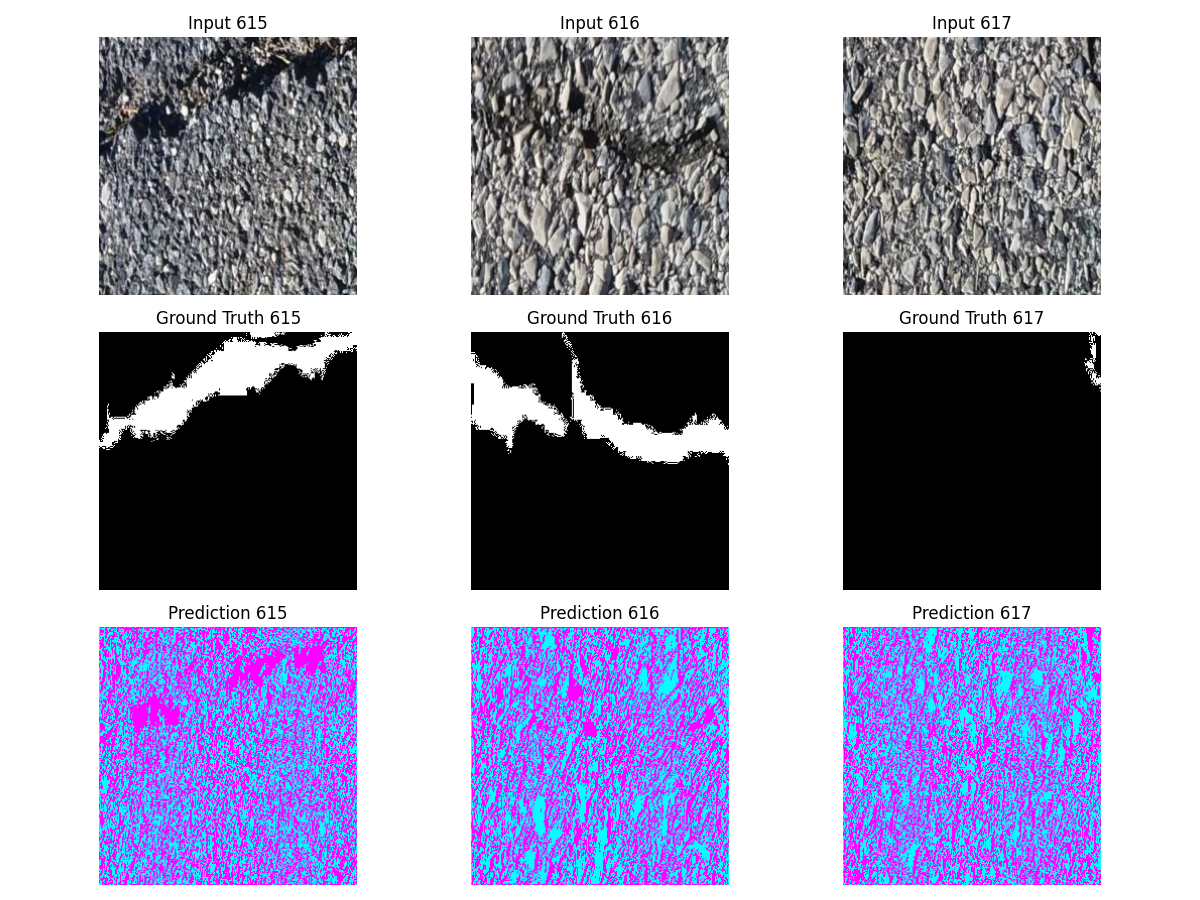 Input 615
Input 616
Input 617
Ground Truth 615
Ground Truth 616
Ground Truth 617
Prediction 615
Prediction 616
Prediction 617